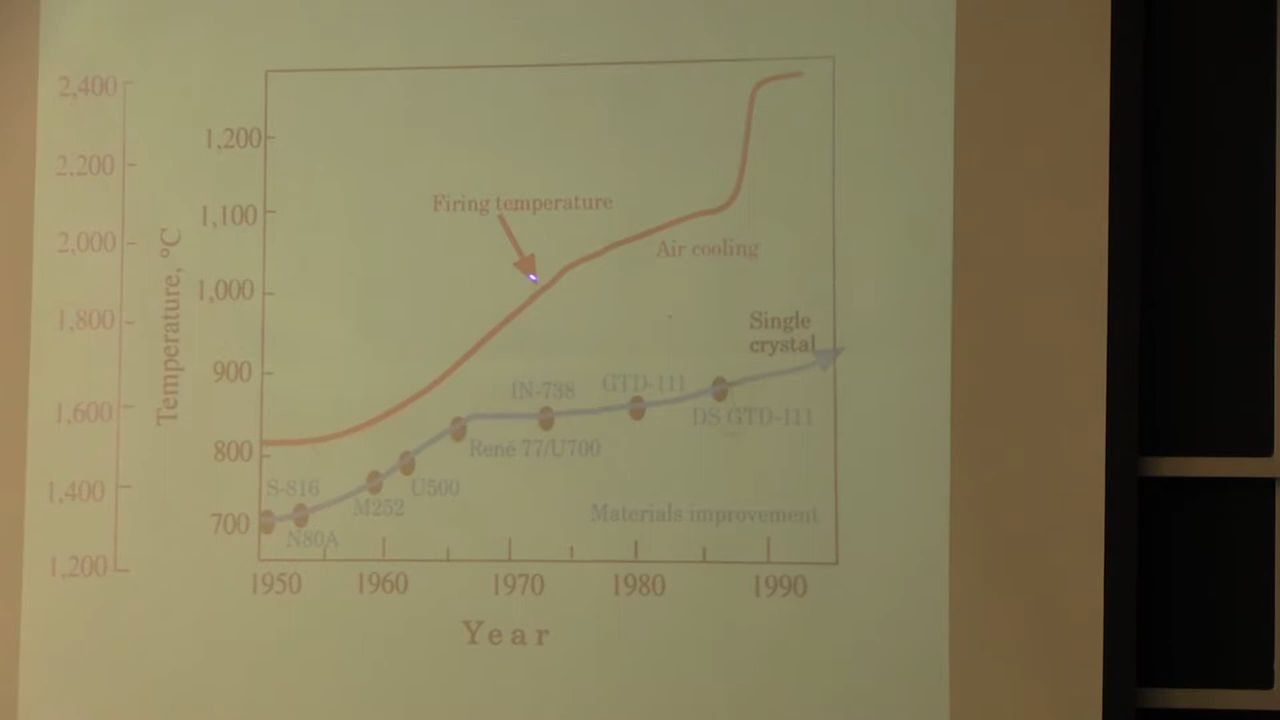 2,400
2,200
2,000
1,800
1,600
1,400
1,200
Temperature, °C
1,200
1,100
1,000
900
800
700
Firing temperature
Air cooling
Single
crystal
IN-738
GTD-111
DS GTD-111
René 77/U700
S-816
U500
M252
N80A
Materials improvement
1950
1960
1970
1980
1990
Year